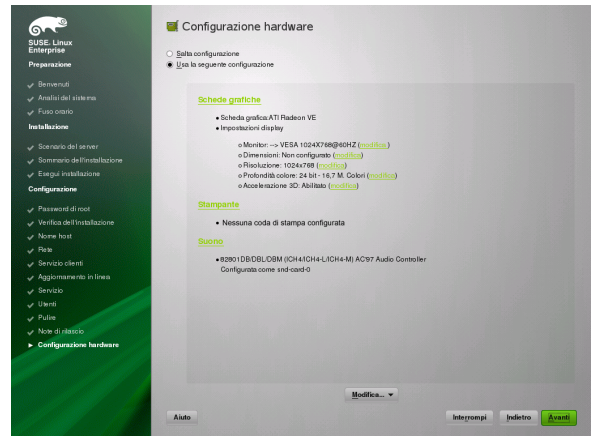 SUSE. Linux
Enterprise
Preparazione
Benvenuti
Analisi del sistema
Fuso orario
Installazione
Scenario del server
Sommario dell'installazione
Esegui installazione
Configurazione
Password di root
Verifica dell'installazione
Nome host
Rete
Servizio clienti
Aggiornamento in linea
Servizio
Utenti
Pulire
Note di rilascio
Configurazione hardware
Configurazione hardware
Salta configurazione
Usa la seguente configurazione
Schede grafiche
Scheda grafica:ATI Radeon VE
Impostazioni display
Monitor: --> VESA 1024X768@60HZ (modifica)
Dimensioni: Non configurato (modifica)
Risoluzione: 1024x768 (modifica)
Profondità colore: 24 bit - 16,7 M. Colori (modifica)
Accelerazione 3D: Abilitato (modifica)
Stampante
Nessuna coda di stampa configurata
Suono
82801DB/DBL/DBM (ICH4/ICH4-L/ICH4-M) AC'97 Audio Controller
Configurata come snd-card-0
Modifica...
Aiuto
Interrompi
Indietro
Avanti